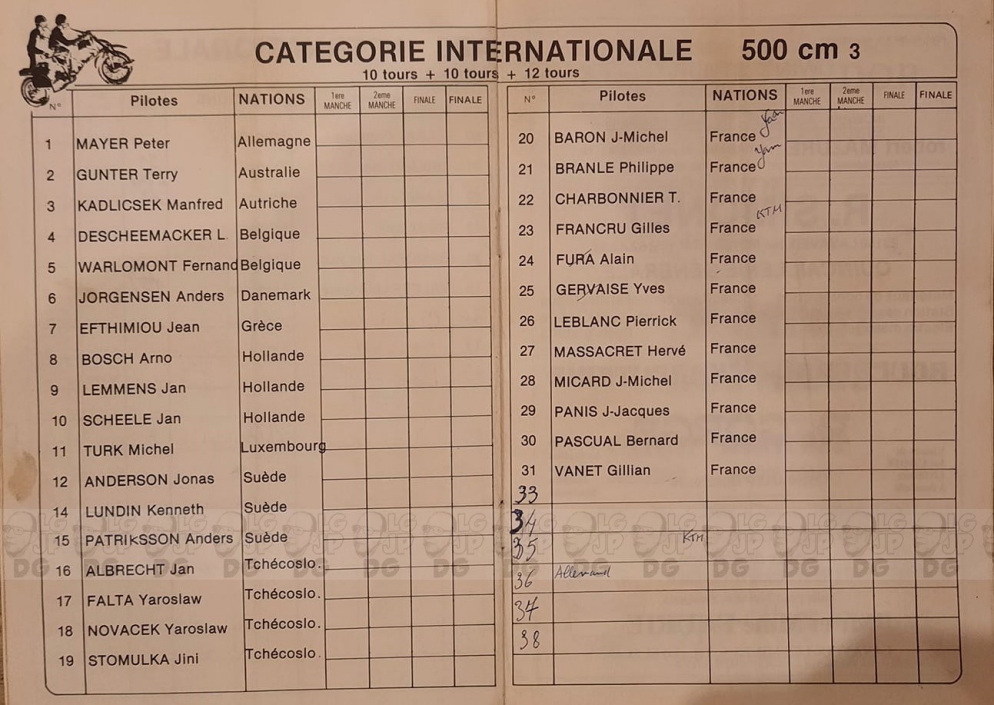 CATEGORIE INTERNATIONALE 500 cm 3
10 tours + 10 tours + 12 tours
N° Pilotes NATIONS 1ere MANCHE 2eme MANCHE FINALE FINALE
1 MAYER Peter Allemagne
2 GUNTER Terry Australie
3 KADLICSEK Manfred Autriche
4 DESCHEEMACKER L. Belgique
5 WARLOMONT Fernand Belgique
6 JORGENSEN Anders Danemark
7 EFTHIMIOU Jean Grèce
8 BOSCH Arno Hollande
9 LEMMENS Jan Hollande
10 SCHEELE Jan Hollande
11 TURK Michel Luxembourg
12 ANDERSON Jonas Suède
14 LUNDIN Kenneth Suède
15 PATRIkSSON Anders Suède
16 ALBRECHT Jan Tchécoslo.
17 FALTA Yaroslaw Tchécoslo.
18 NOVACEK Yaroslaw Tchécoslo.
19 STOMULKA Jini Tchécoslo.
N° Pilotes NATIONS 1ere MANCHE 2eme MANCHE FINALE FINALE
20 BARON J-Michel France
21 BRANLE Philippe France Yam
22 CHARBONNIER T. France
23 FRANCRU Gilles France KTM
24 FURA Alain France
25 GERVAISE Yves France
26 LEBLANC Pierrick France
27 MASSACRET Hervé France
28 MICARD J-Michel France
29 PANIS J-Jacques France
30 PASCUAL Bernard France
31 VANET Gillian France
33
34
35 KTM
36 Allemand
37
38
LG JP DG